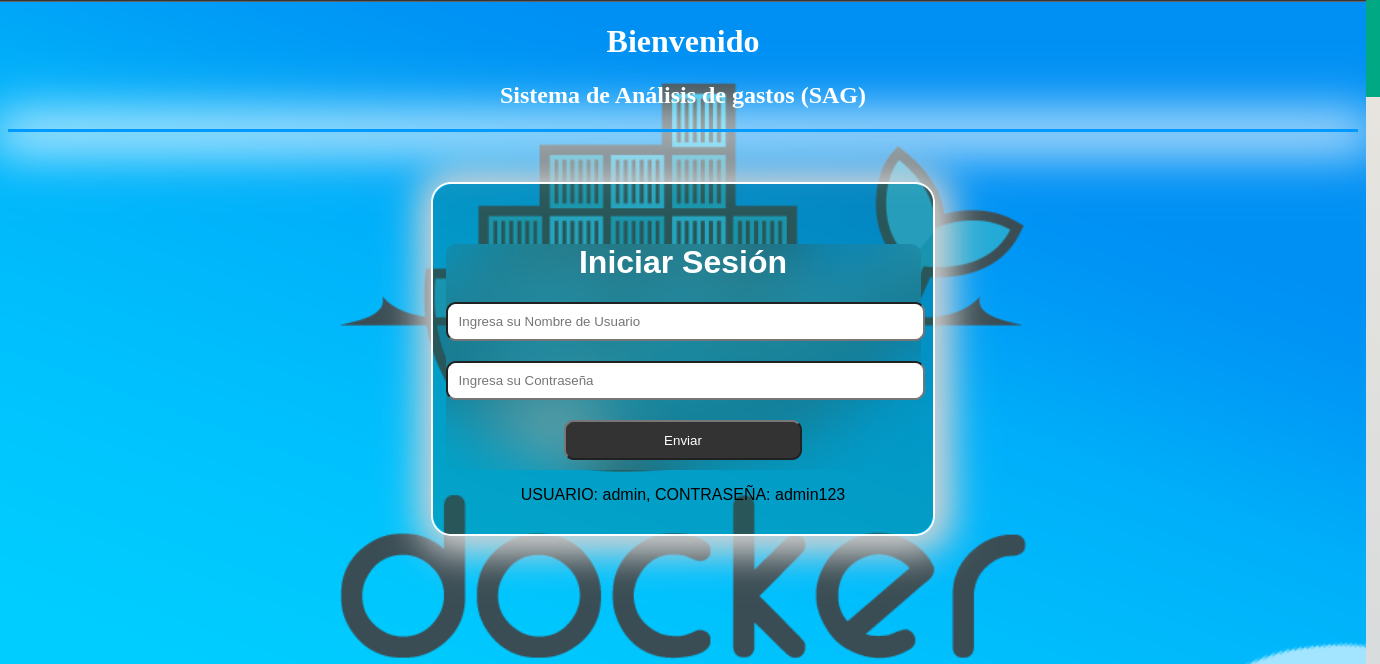 Bienvenido
Sistema de Análisis de gastos (SAG)
Iniciar Sesión
Ingresa su Nombre de Usuario
Ingresa su Contraseña
Enviar
USUARIO: admin, CONTRASEÑA: admin123
docker